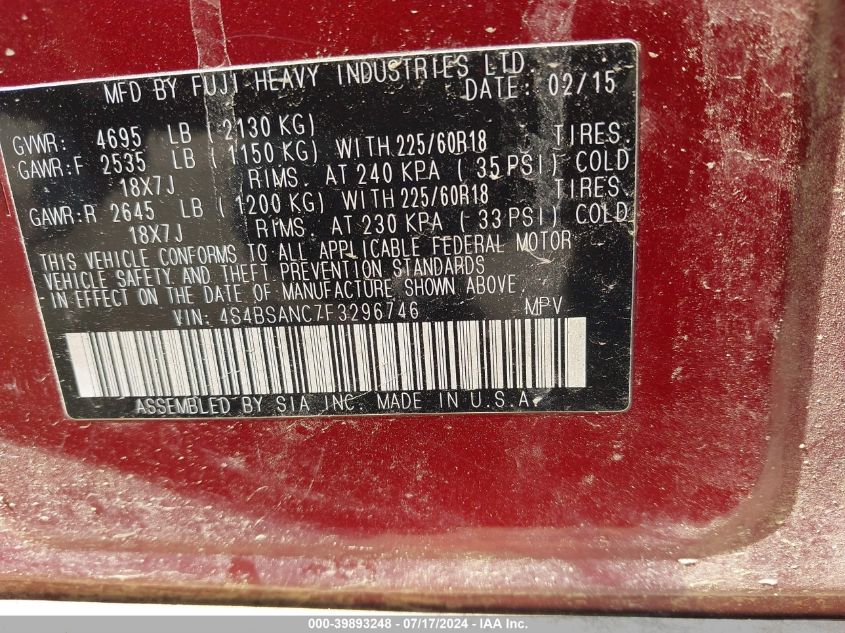 MFD BY FUJI HEAVY INDUSTRIES LTD.
DATE: 02/15
GVWR: 4695 LB (2130 KG)
GAWR:F 2535 LB (1150 KG) WITH 225/60R18 TIRES.
18X7J RIMS. AT 240 KPA (35 PSI) COLD
GAWR:R 2645 LB (1200 KG) WITH 225/60R18 TIRES.
18X7J RIMS. AT 230 KPA (33 PSI) COLD
THIS VEHICLE CONFORMS TO ALL APPLICABLE FEDERAL MOTOR
VEHICLE SAFETY AND THEFT PREVENTION STANDARDS
IN EFFECT ON THE DATE OF MANUFACTURE SHOWN ABOVE.
VIN: 4S4BSANC7F3296746 MPV
ASSEMBLED BY SIA INC. MADE IN U.S.A.
000-39893248 - 07/17/2024 - IAAI Inc.